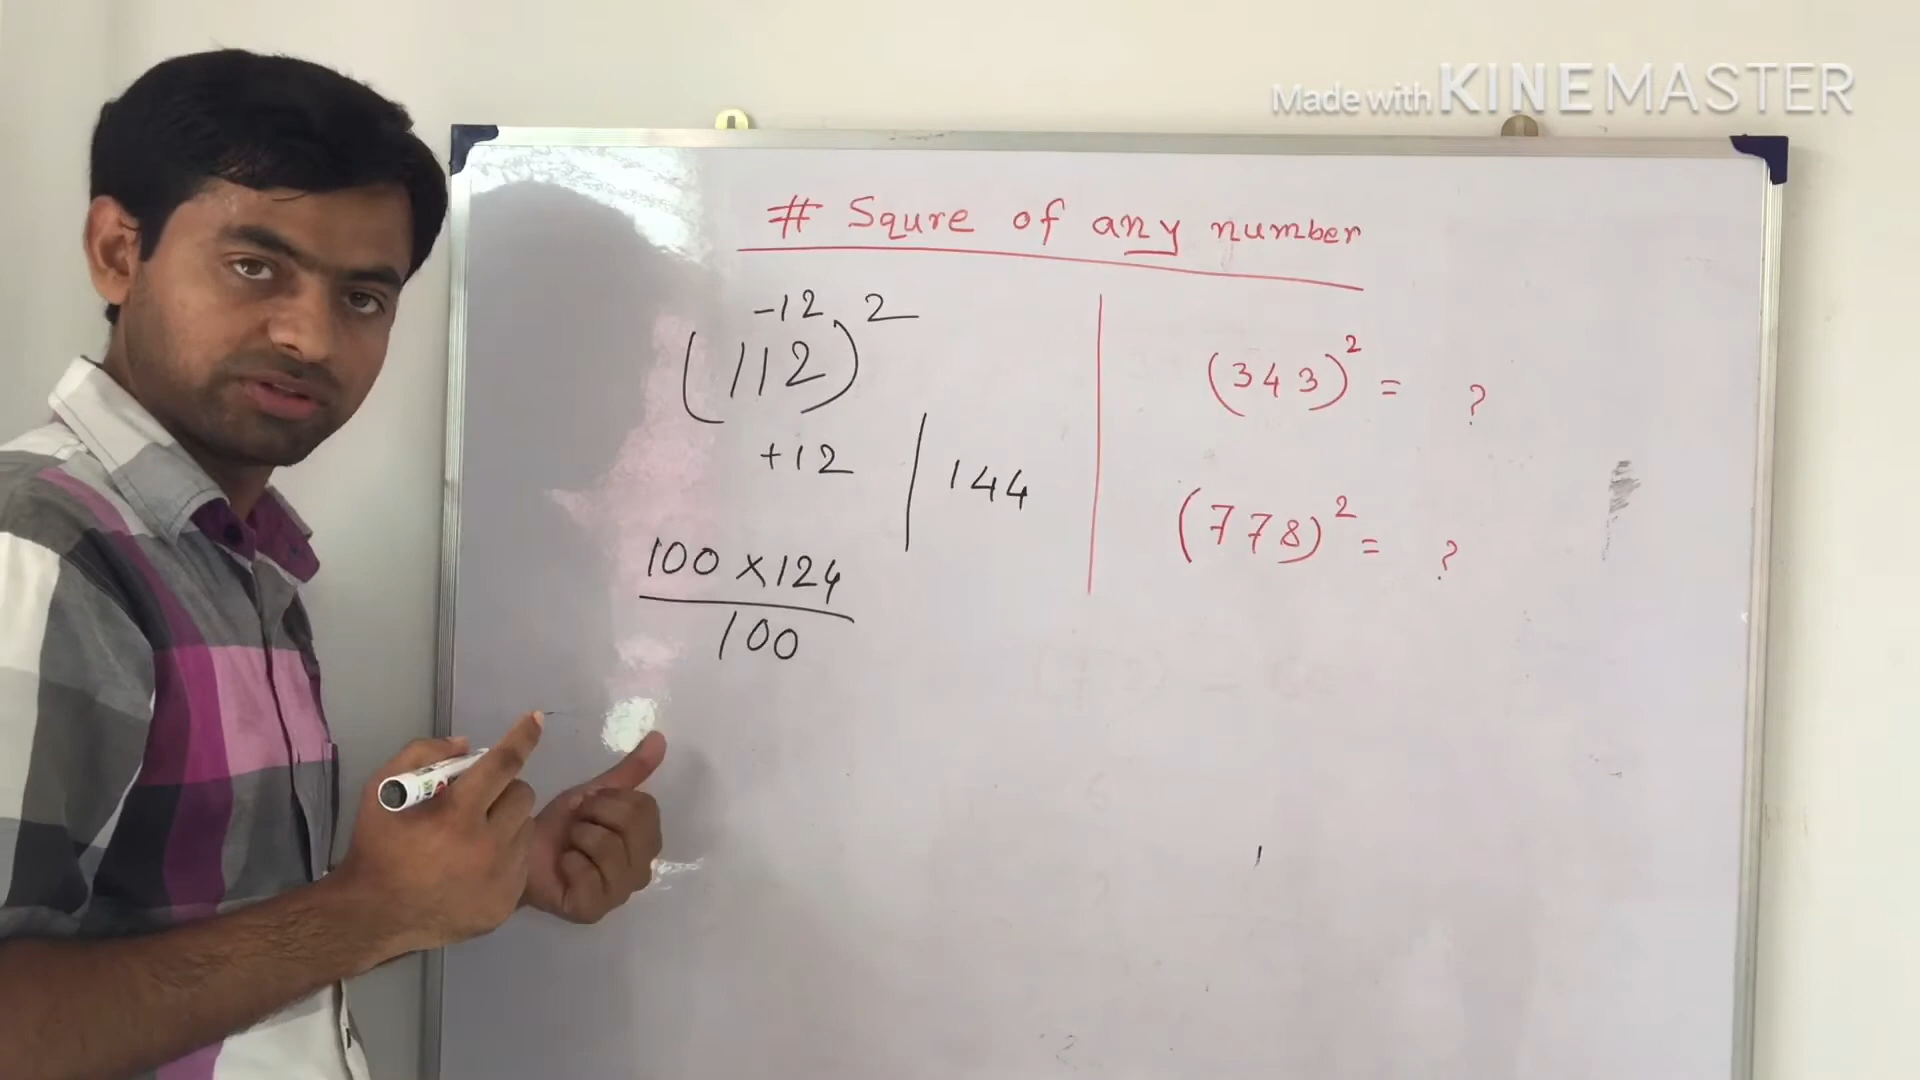 Made with KINEMASTER
# Squre of any number
-12 2
(112)
+12 | 144
100 × 124
100
(343)² = ?
(778)² = ?